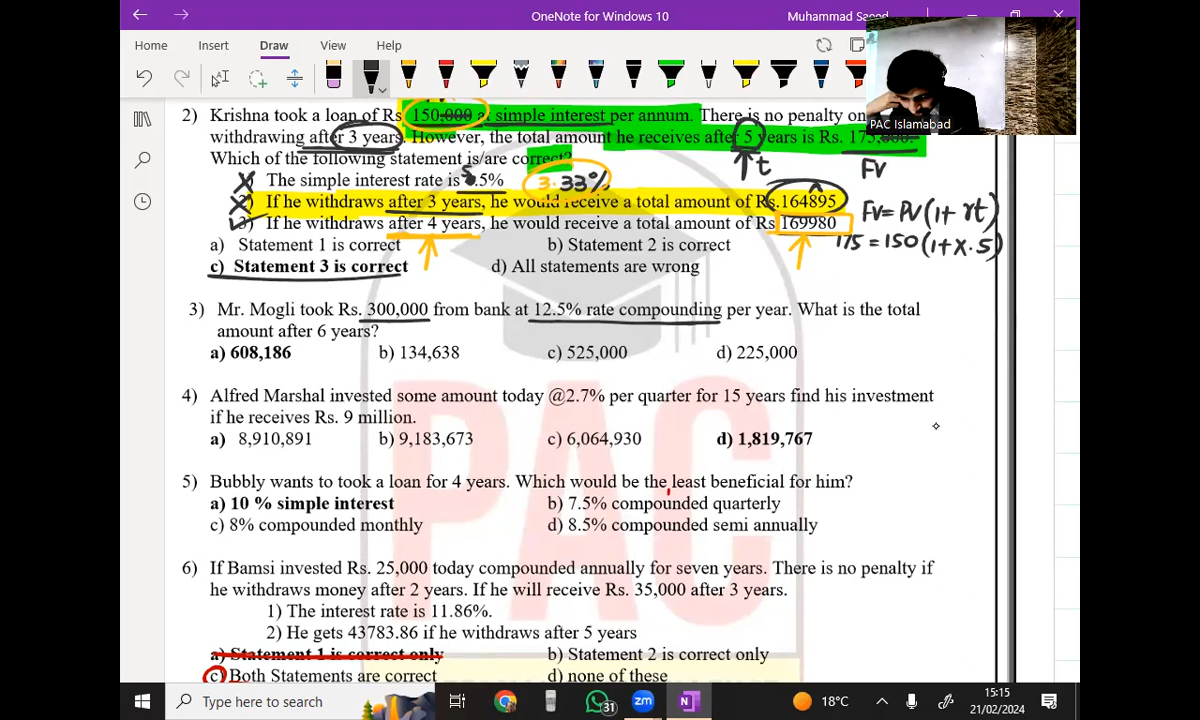 OneNote for Windows 10
Muhammad Saeed
Home Insert Draw View Help
PAC Islamabad
2) Krishna took a loan of Rs 150,000 at simple interest per annum. There is no penalty on
withdrawing after 3 years. However, the total amount he receives after 5 years is Rs. 175,000.
Which of the following statement is/are correct?
t
FV
The simple interest rate is .5%
3.33%
2) If he withdraws after 3 years, he would receive a total amount of Rs.164895
FV=PV(1+rt)
3) If he withdraws after 4 years, he would receive a total amount of Rs 169980
175=150(1+x.5)
a) Statement 1 is correct b) Statement 2 is correct
c) Statement 3 is correct d) All statements are wrong
3) Mr. Mogli took Rs. 300,000 from bank at 12.5% rate compounding per year. What is the total
amount after 6 years?
a) 608,186 b) 134,638 c) 525,000 d) 225,000
4) Alfred Marshal invested some amount today @2.7% per quarter for 15 years find his investment
if he receives Rs. 9 million.
a) 8,910,891 b) 9,183,673 c) 6,064,930 d) 1,819,767
5) Bubbly wants to took a loan for 4 years. Which would be the least beneficial for him?
a) 10 % simple interest b) 7.5% compounded quarterly
c) 8% compounded monthly d) 8.5% compounded semi annually
6) If Bamsi invested Rs. 25,000 today compounded annually for seven years. There is no penalty if
he withdraws money after 2 years. If he will receive Rs. 35,000 after 3 years.
1) The interest rate is 11.86%.
2) He gets 43783.86 if he withdraws after 5 years
a) Statement 1 is correct only b) Statement 2 is correct only
c) Both Statements are correct d) none of these
PAC
Type here to search
31
zm
N
18°C
15:15
21/02/2024